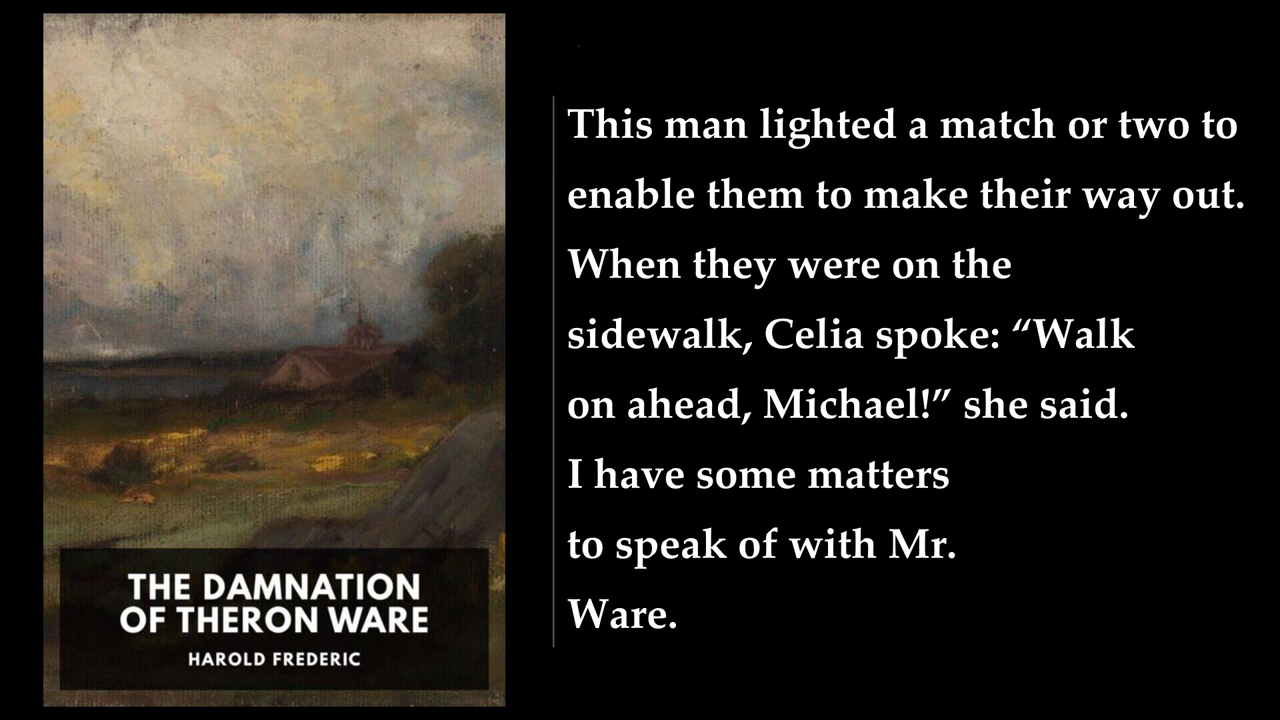 THE DAMNATION
OF THERON WARE
HAROLD FREDERIC
This man lighted a match or two to
enable them to make their way out.
When they were on the
sidewalk, Celia spoke: “Walk
on ahead, Michael!” she said.
I have some matters
to speak of with Mr.
Ware.